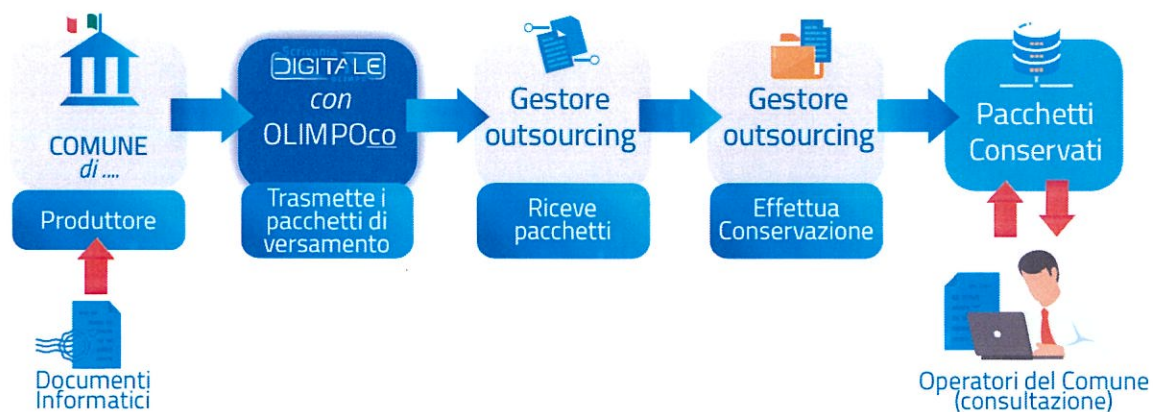 COMUNE
di ....
Produttore
Documenti
Informatici
Scrivania
DIGITALE
con
OLIMPOco
Trasmette i
pacchetti di
versamento
Gestore
outsourcing
Riceve
pacchetti
Gestore
outsourcing
Effettua
Conservazione
Pacchetti
Conservati
Operatori del Comune
(consultazione)